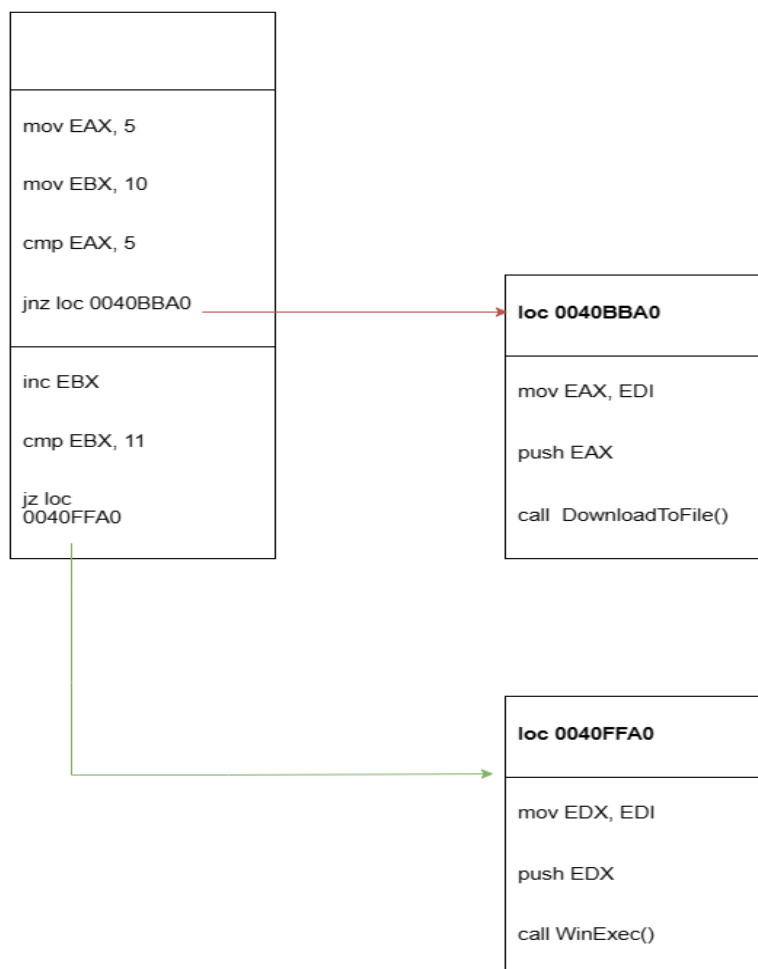 mov EAX, 5
mov EBX, 10
cmp EAX, 5
jnz loc 0040BBA0
inc EBX
cmp EBX, 11
jz loc
0040FFA0
loc 0040BBA0
mov EAX, EDI
push EAX
call DownloadToFile()
loc 0040FFA0
mov EDX, EDI
push EDX
call WinExec()